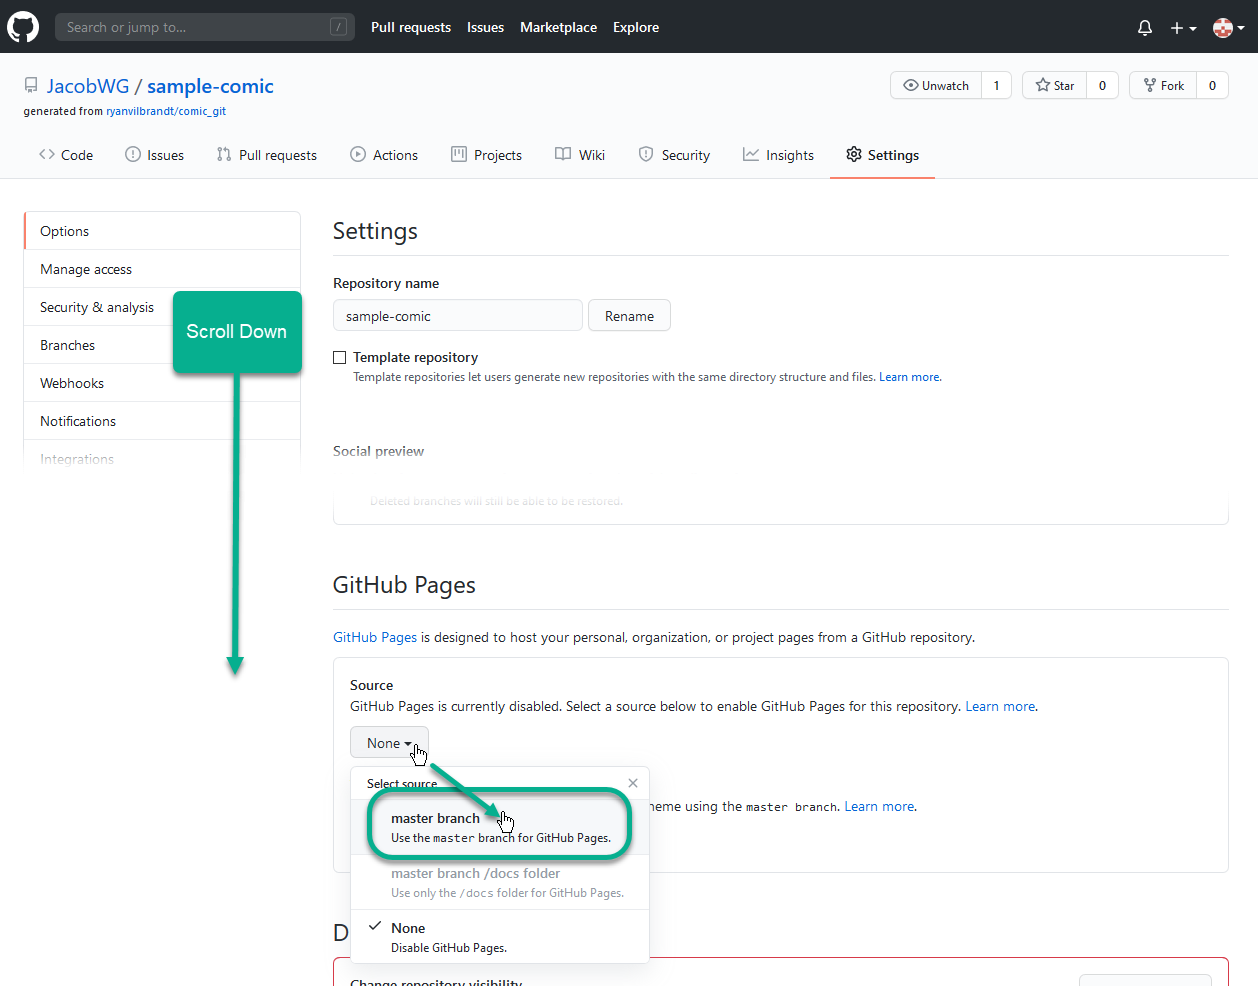 Search or jump to... /
Pull requests Issues Marketplace Explore
JacobWG / sample-comic
generated from ryanvilbrandt/comic_git
Unwatch 1 Star 0 Fork 0
Code Issues Pull requests Actions Projects Wiki Security Insights Settings
Options
Manage access
Security & analysis
Branches
Webhooks
Notifications
Integrations
Scroll Down
Settings
Repository name
sample-comic Rename
Template repository
Template repositories let users generate new repositories with the same directory structure and files. Learn more.
Social preview
Deleted branches will still be able to be restored.
GitHub Pages
GitHub Pages is designed to host your personal, organization, or project pages from a GitHub repository.
Source
GitHub Pages is currently disabled. Select a source below to enable GitHub Pages for this repository. Learn more.
None
Select source
heme using the master branch. Learn more.
master branch
Use the master branch for GitHub Pages.
master branch /docs folder
Use only the /docs folder for GitHub Pages.
None
Disable GitHub Pages.
D
Change repository visibility